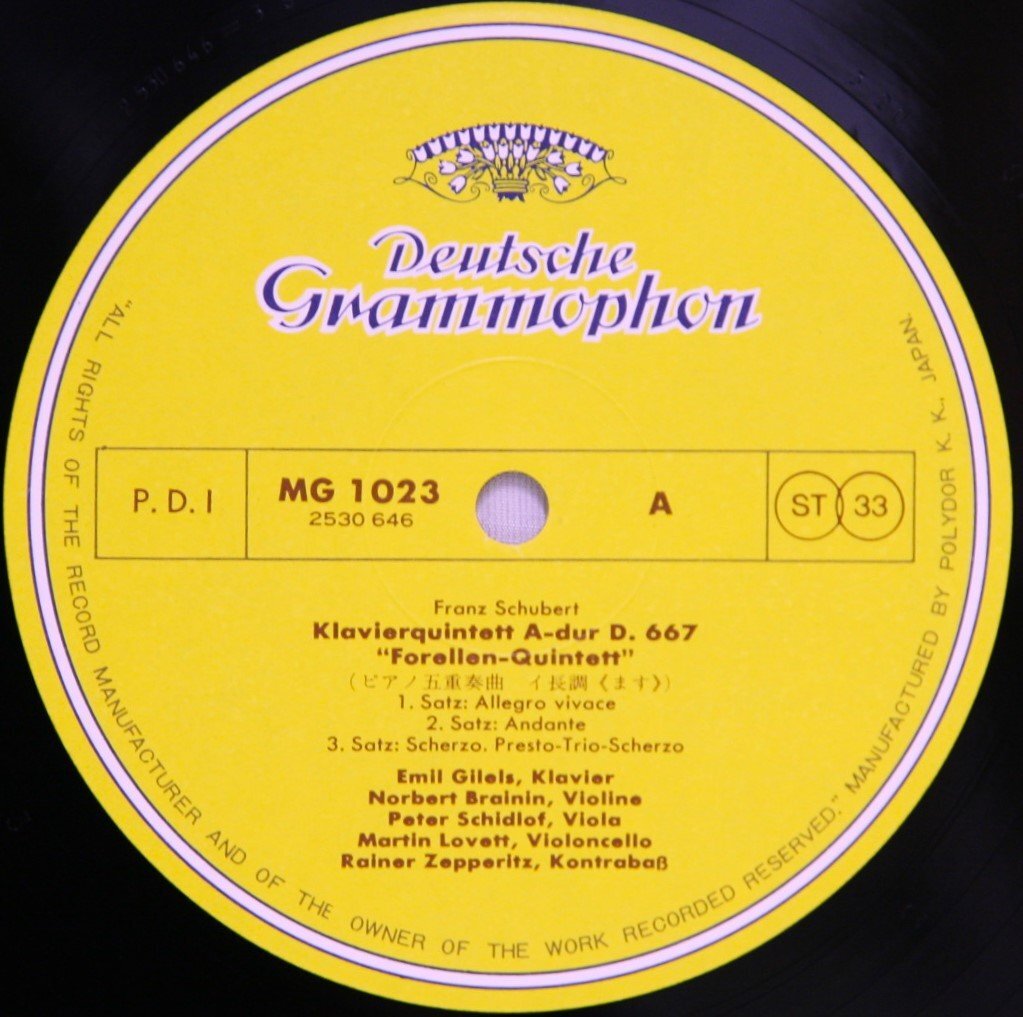 Deutsche
Grammophon
P. D. I
MG 1023
2530 646
A
ST 33
Franz Schubert
Klavierquintett A-dur D. 667
“Forellen-Quintett”
(ピアノ五重奏曲　イ長調《ます》)
1. Satz: Allegro vivace
2. Satz: Andante
3. Satz: Scherzo. Presto-Trio-Scherzo
Emil Gilels, Klavier
Norbert Brainin, Violine
Peter Schidlof, Viola
Martin Lovett, Violoncello
Rainer Zepperitz, Kontrabaß
“ALL RIGHTS OF THE RECORD MANUFACTURER AND OF THE OWNER OF THE WORK RECORDED RESERVED.” MANUFACTURED BY POLYDOR K. K., JAPAN.